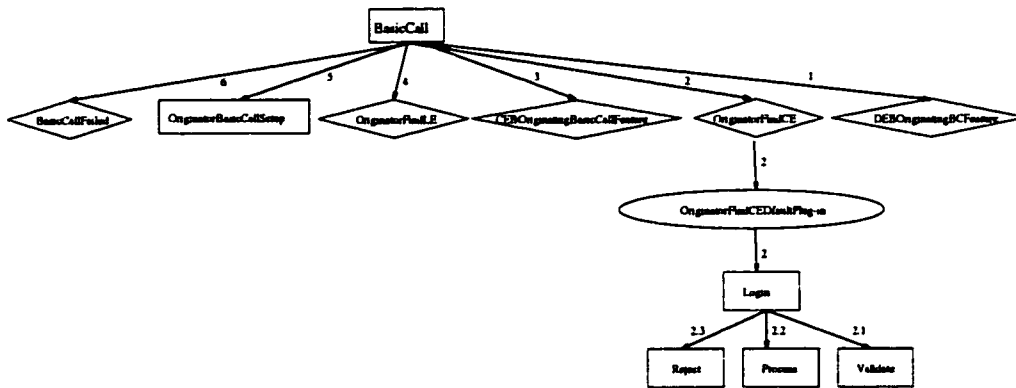 BasicCall
6
5
4
3
2
1
BasicCallFailed
OriginatorBasicCallSetup
OriginatorFindLE
CEBOriginatingBasicCallFeature
OriginatorFindCE
DEBOriginatingBCFeature
2
OriginatorFindCEDfaultPlug-in
2
Login
2.3
2.2
2.1
Reject
Process
Validate